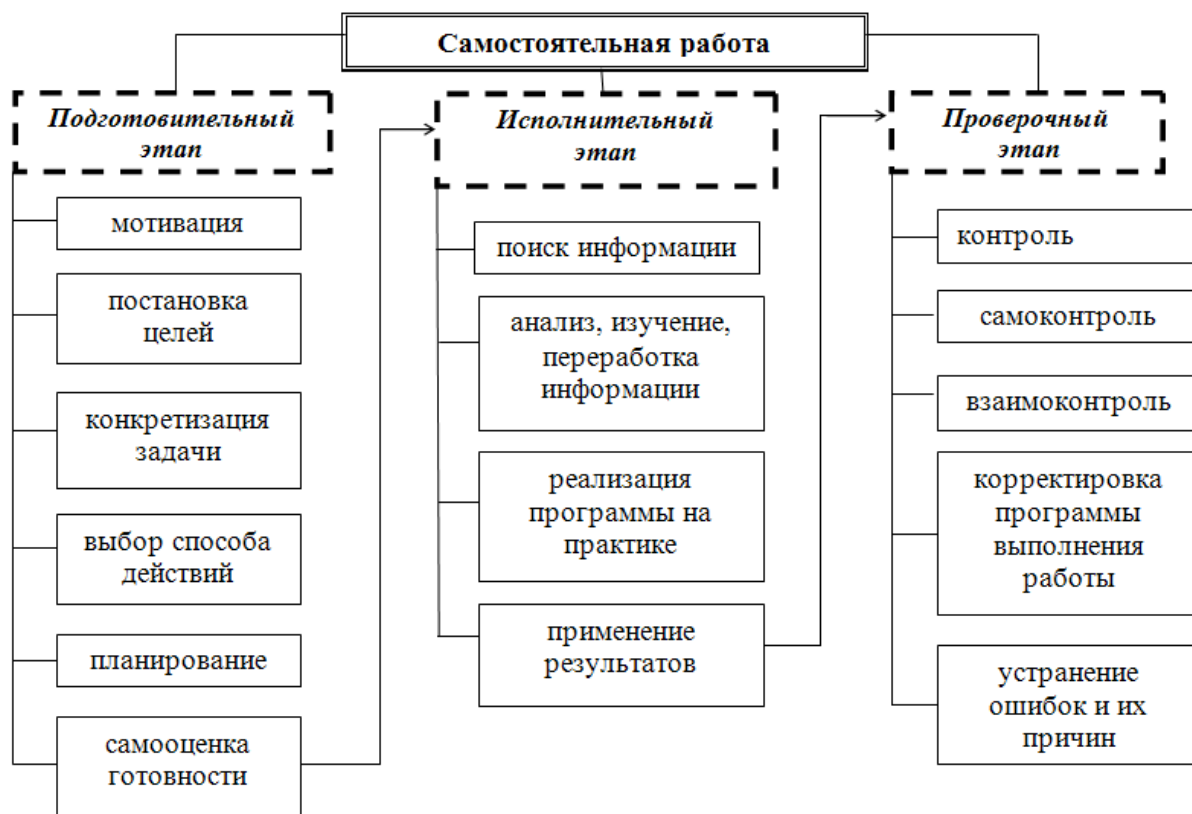 Самостоятельная работа
Подготовительный
этап
мотивация
постановка
целей
конкретизация
задачи
выбор способа
действий
планирование
самооценка
готовности
Исполнительный
этап
поиск информации
анализ, изучение,
переработка
информации
реализация
программы на
практике
применение
результатов
Проверочный
этап
контроль
самоконтроль
взаимоконтроль
корректировка
программы
выполнения
работы
устранение
ошибок и их
причин